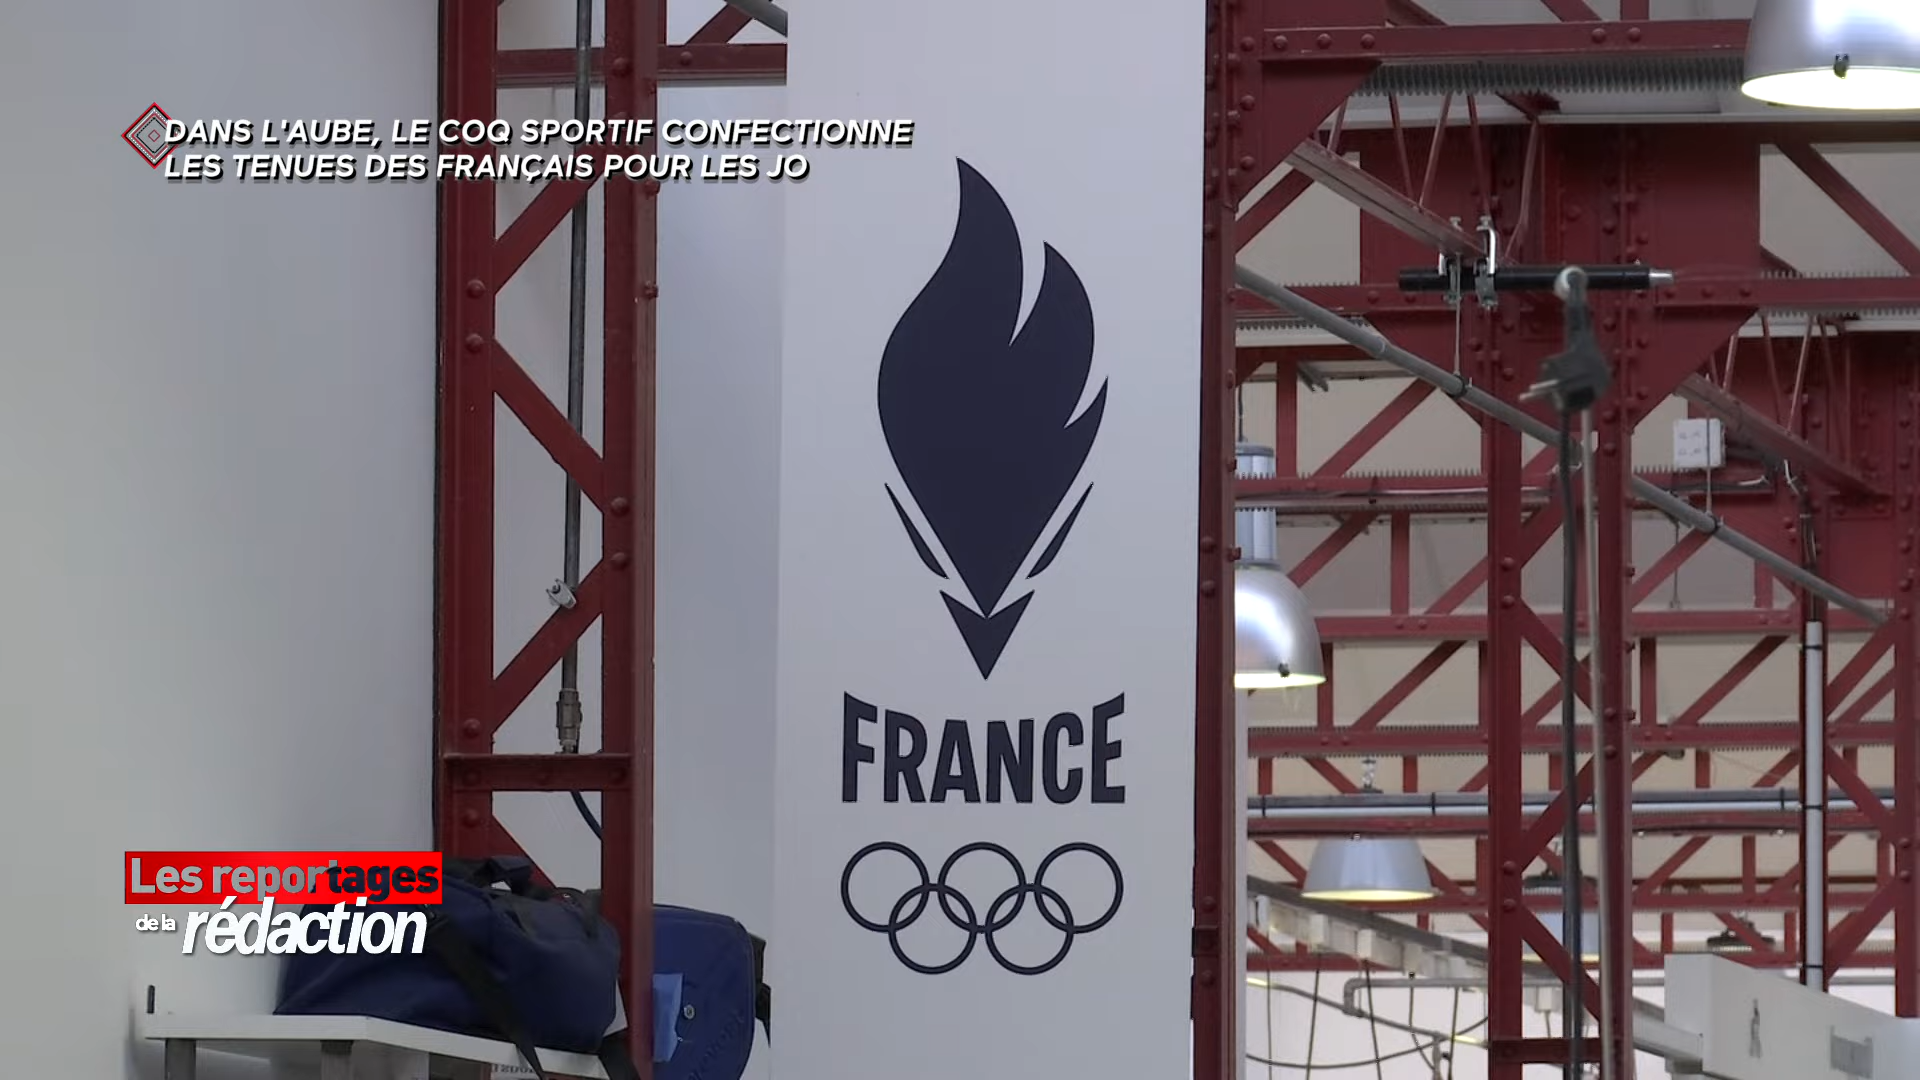 DANS L'AUBE, LE COQ SPORTIF CONFECTIONNE
LES TENUES DES FRANÇAIS POUR LES JO
FRANCE
Les reportages
de la rédaction